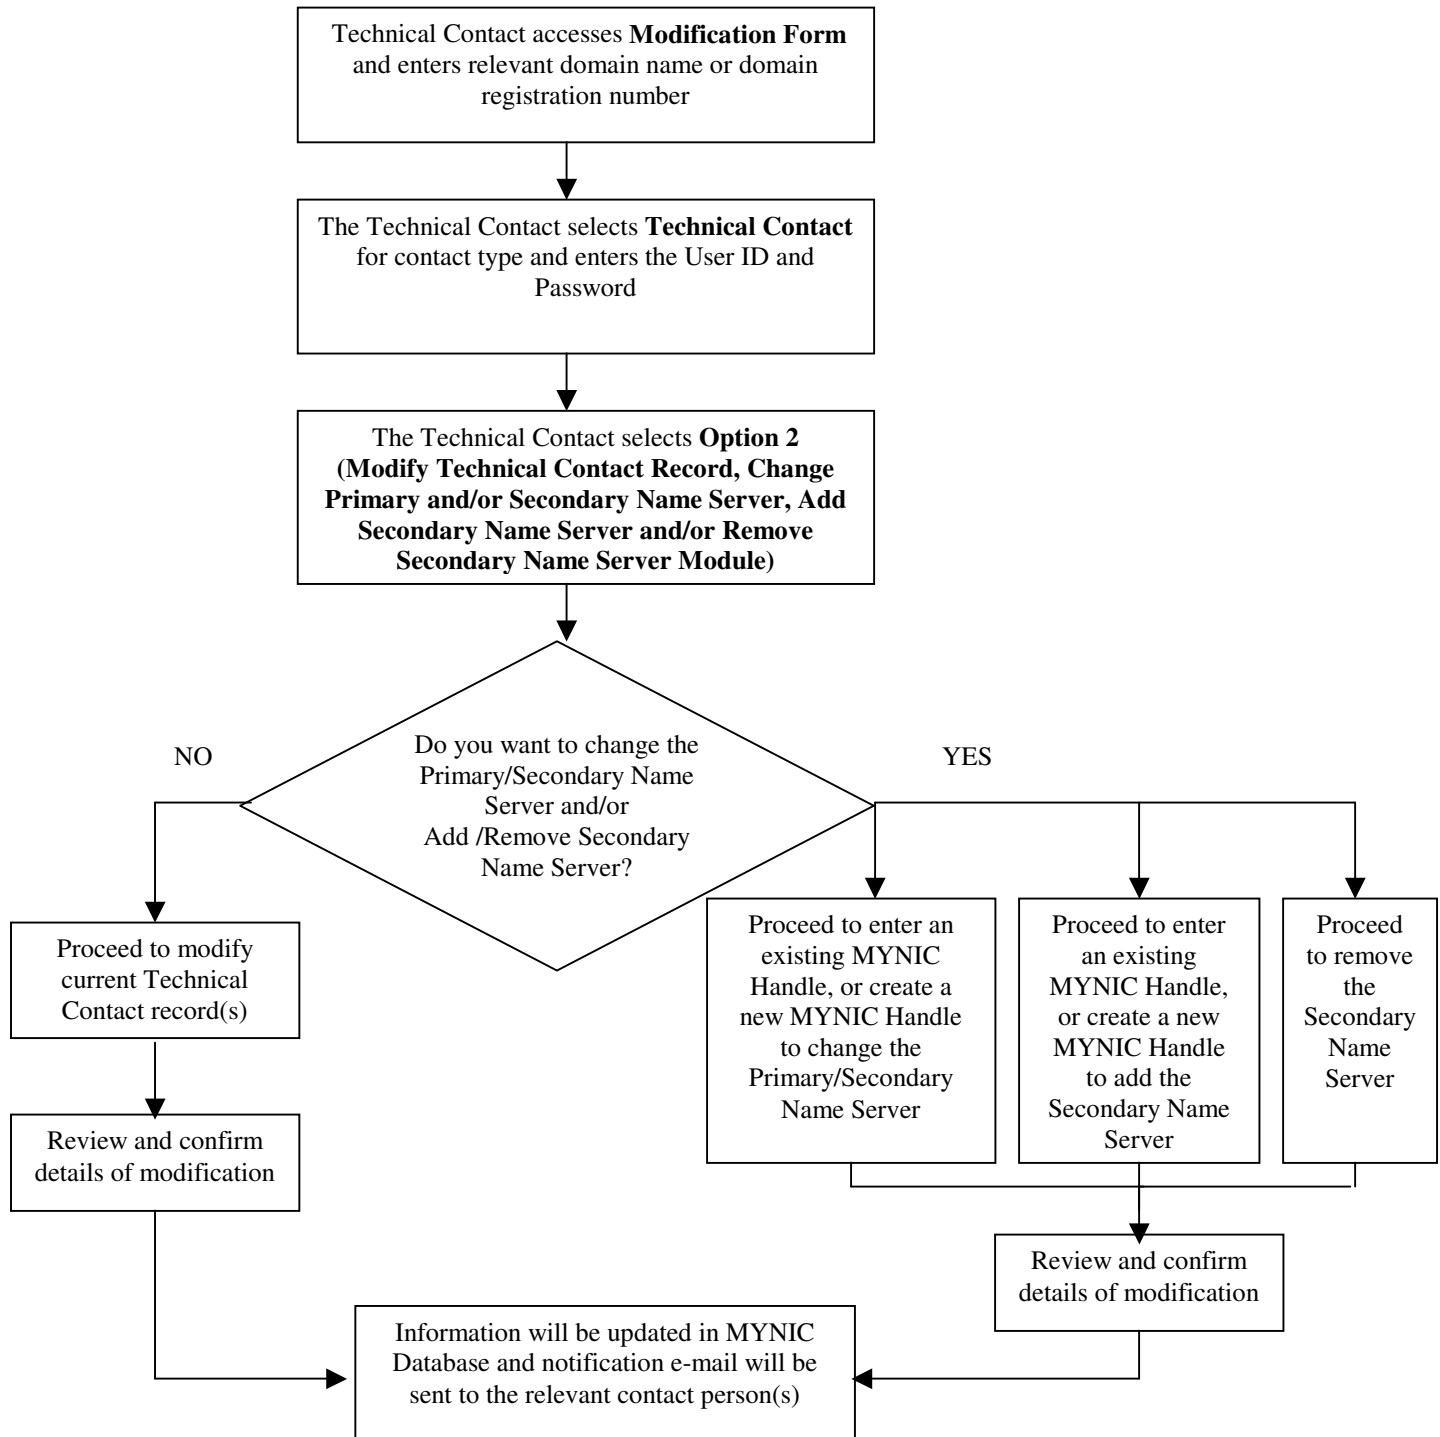 Technical Contact accesses Modification Form
and enters relevant domain name or domain
registration number
The Technical Contact selects Technical Contact
for contact type and enters the User ID and
Password
The Technical Contact selects Option 2
(Modify Technical Contact Record, Change
Primary and/or Secondary Name Server, Add
Secondary Name Server and/or Remove
Secondary Name Server Module)
Do you want to change the
Primary/Secondary Name
Server and/or
Add /Remove Secondary
Name Server?
NO
YES
Proceed to modify
current Technical
Contact record(s)
Review and confirm
details of modification
Proceed to enter an
existing MYNIC
Handle, or create a
new MYNIC Handle
to change the
Primary/Secondary
Name Server
Proceed to enter
an existing
MYNIC Handle,
or create a new
MYNIC Handle
to add the
Secondary Name
Server
Proceed
to remove
the
Secondary
Name
Server
Review and confirm
details of modification
Information will be updated in MYNIC
Database and notification e-mail will be
sent to the relevant contact person(s)